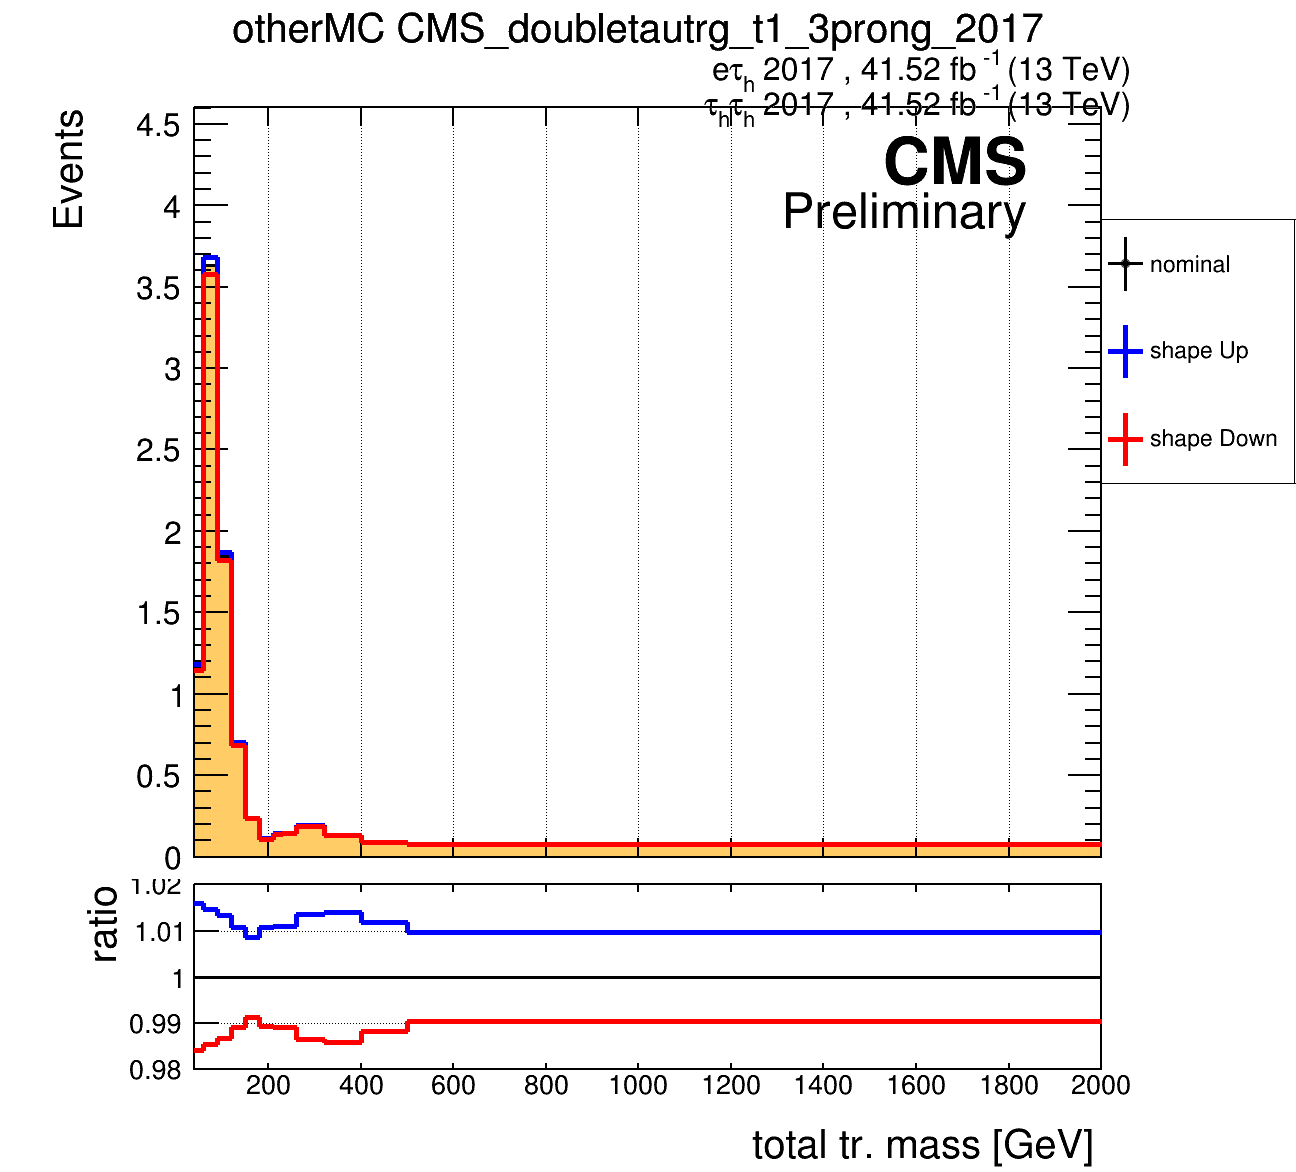 otherMC CMS_doubletautrg_t1_3prong_2017
eτh 2017 , 41.52 fb -1 (13 TeV)
τhτh 2017 , 41.52 fb -1 (13 TeV)
CMS
Preliminary
Events
4.5
4
3.5
3
2.5
2
1.5
1
0.5
0
nominal
shape Up
shape Down
ratio
1.02
1.01
1
0.99
0.98
200 400 600 800 1000 1200 1400 1600 1800 2000
total tr. mass [GeV]